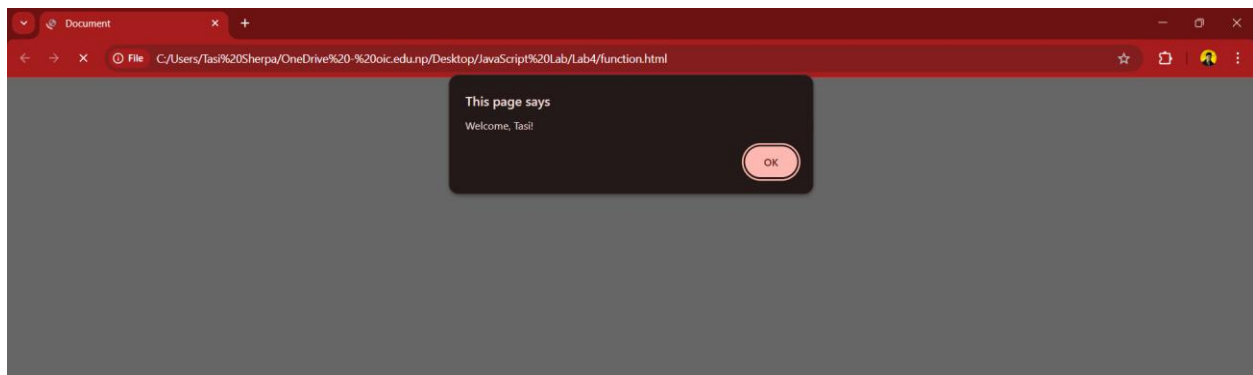 Document
File C:/Users/Tasi%20Sherpa/OneDrive%20-%20oic.edu.np/Desktop/JavaScript%20Lab/Lab4/function.html
This page says
Welcome, Tasi!
OK